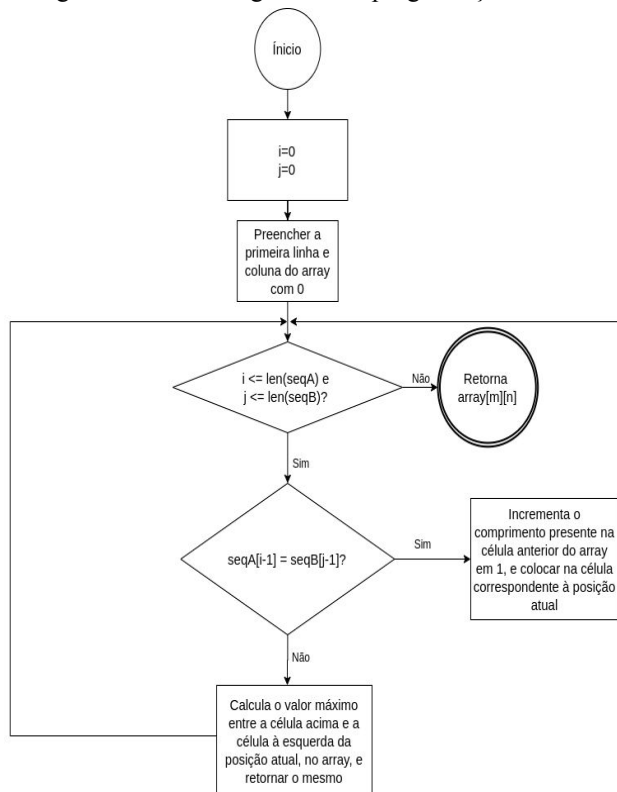 Ínicio
i=0
j=0
Preencher a
primeira linha e
coluna do array
com 0
i <= len(seqA) e
j <= len(seqB)?
Não
Retorna
array[m][n]
Sim
seqA[i-1] = seqB[j-1]?
Sim
Incrementa o
comprimento presente na
célula anterior do array
em 1, e colocar na célula
correspondente à posição
atual
Não
Calcula o valor máximo
entre a célula acima e a
célula à esquerda da
posição atual, no array, e
retornar o mesmo